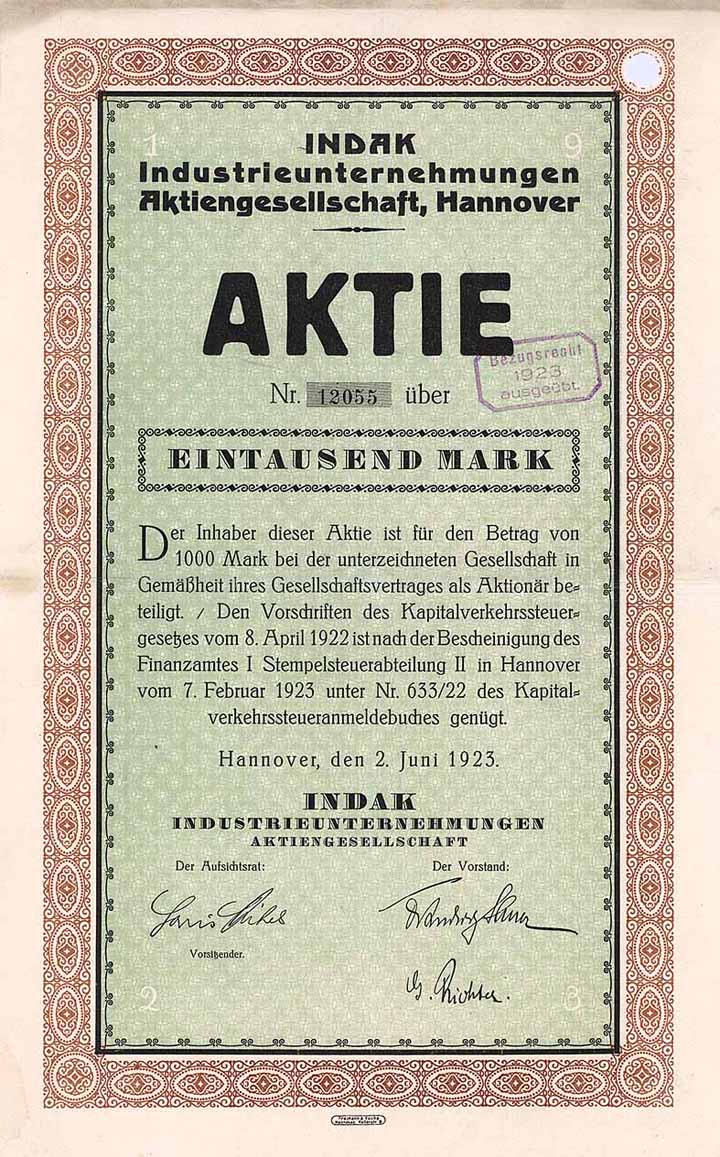 1 9
INDAK
Industrieunternehmungen
Aktiengesellschaft, Hannover
AKTIE
Bezugsrecht
1923
ausgeübt.
Nr. 12055 über
EINTAUSEND MARK
Der Inhaber dieser Aktie ist für den Betrag von
1000 Mark bei der unterzeichneten Gesellschaft in
Gemäßheit ihres Gesellschaftsvertrages als Aktionär be=
teiligt. / Den Vorschriften des Kapitalverkehrssteuer=
gesetzes vom 8. April 1922 ist nach der Bescheinigung des
Finanzamtes I Stempelsteuerabteilung II in Hannover
vom 7. Februar 1923 unter Nr. 633/22 des Kapital=
verkehrssteueranmeldebuches genügt.
Hannover, den 2. Juni 1923.
INDAK
INDUSTRIEUNTERNEHMUNGEN
AKTIENGESELLSCHAFT
Der Aufsichtsrat: Der Vorstand:
Vorsitzender.
G. Richter.
2 3